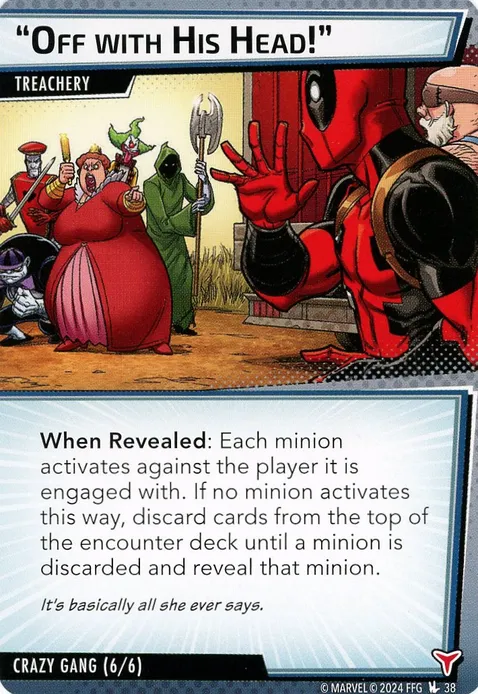 “Off with His Head!”
TREACHERY
When Revealed: Each minion
activates against the player it is
engaged with. If no minion activates
this way, discard cards from the top of
the encounter deck until a minion is
discarded and reveal that minion.
It's basically all she ever says.
CRAZY GANG (6/6)
© MARVEL © 2024 FFG 38